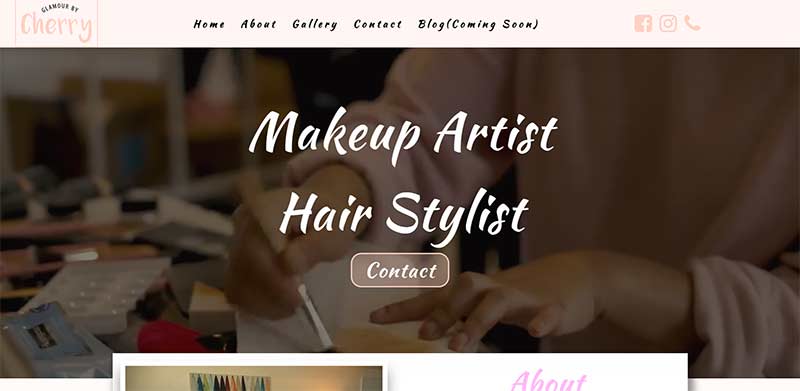 GLAMOUR BY
Cherry
Home About Gallery Contact Blog(Coming Soon)
Makeup Artist
Hair Stylist
Contact
About